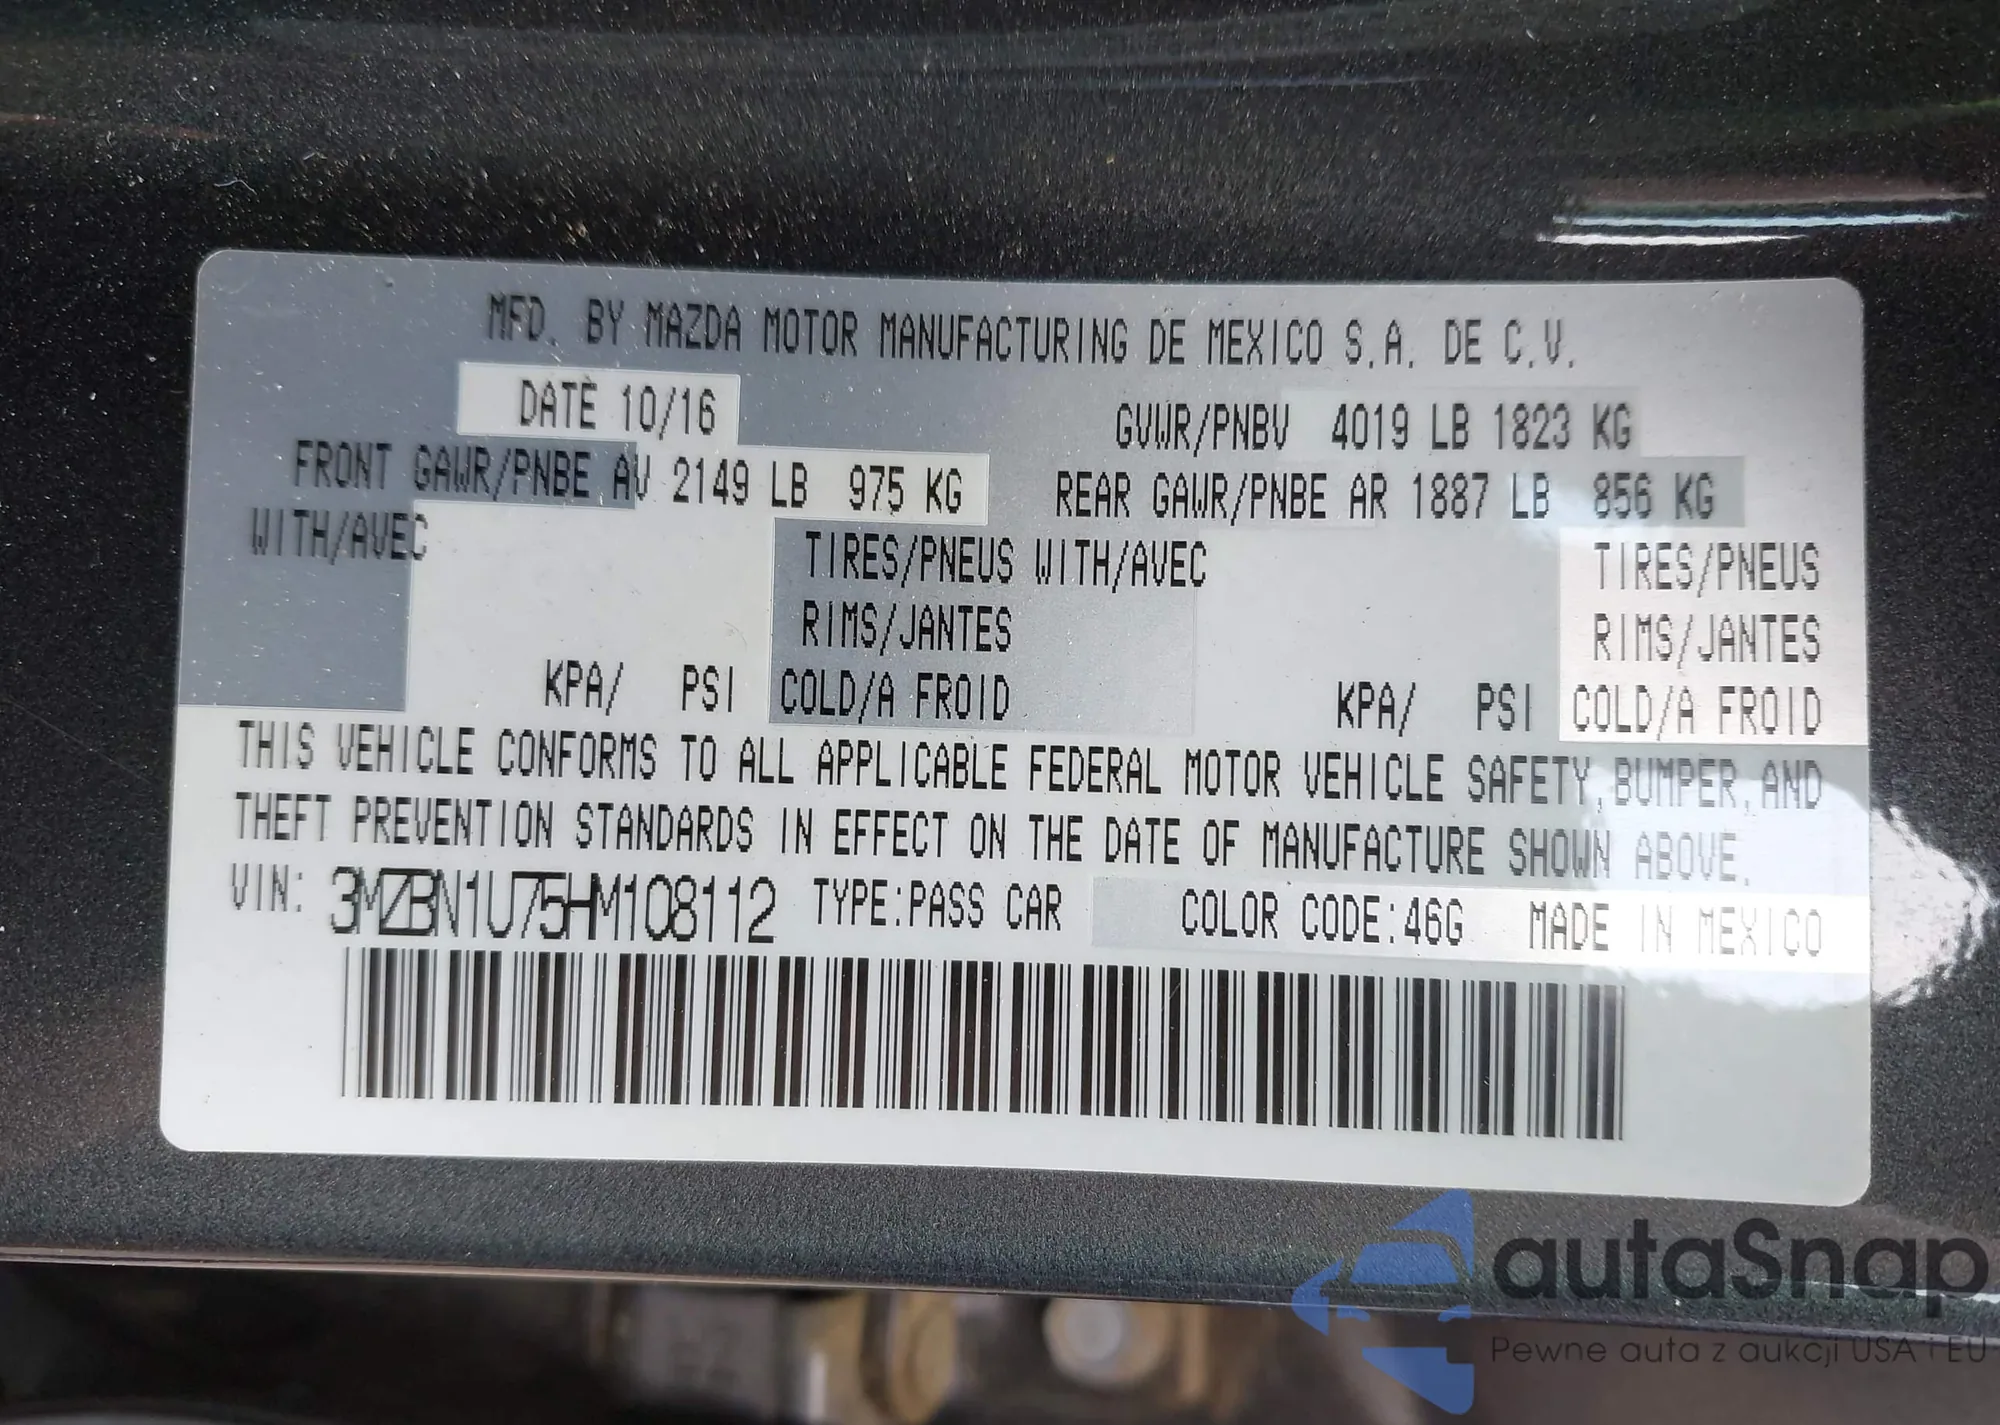 MFD. BY MAZDA MOTOR MANUFACTURING DE MEXICO S.A. DE C.V.
DATE 10/16 GVWR/PNBV 4019 LB 1823 KG
FRONT GAWR/PNBE AV 2149 LB 975 KG REAR GAWR/PNBE AR 1887 LB 856 KG
WITH/AVEC TIRES/PNEUS WITH/AVEC TIRES/PNEUS
RIMS/JANTES RIMS/JANTES
KPA/ PSI COLD/A FROID KPA/ PSI COLD/A FROID
THIS VEHICLE CONFORMS TO ALL APPLICABLE FEDERAL MOTOR VEHICLE SAFETY, BUMPER, AND
THEFT PREVENTION STANDARDS IN EFFECT ON THE DATE OF MANUFACTURE SHOWN ABOVE.
VIN: 3MZBN1U75HM108112 TYPE:PASS CAR COLOR CODE:46G MADE IN MEXICO
autaSnap
Pewne auta z aukcji USA i EU